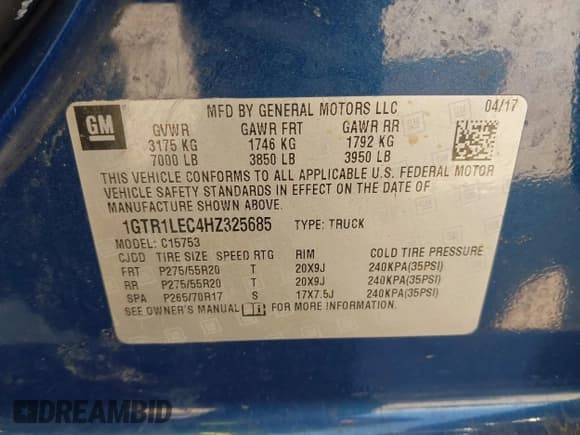 MFD BY GENERAL MOTORS LLC 04/17
GM GVWR GAWR FRT GAWR RR
3175 KG 1746 KG 1792 KG
7000 LB 3850 LB 3950 LB
THIS VEHICLE CONFORMS TO ALL APPLICABLE U.S. FEDERAL MOTOR
VEHICLE SAFETY STANDARDS IN EFFECT ON THE DATE OF
MANUFACTURE SHOWN ABOVE.
1GTR1LEC4HZ325685 TYPE: TRUCK
MODEL: C15753
CJDD TIRE SIZE SPEED RTG RIM COLD TIRE PRESSURE
FRT P275/55R20 T 20X9J 240KPA(35PSI)
RR P275/55R20 T 20X9J 240KPA(35PSI)
SPA P265/70R17 S 17X7.5J 240KPA(35PSI)
SEE OWNER'S MANUAL FOR MORE INFORMATION.
DREAMBID